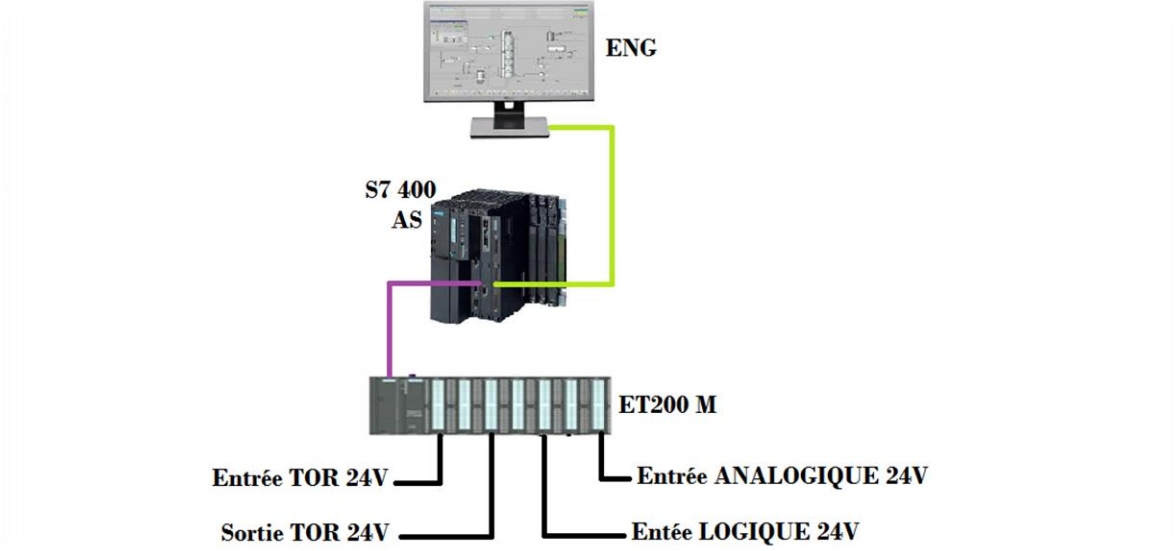 ENG
S7 400
AS
ET200 M
Entrée TOR 24V
Entrée ANALOGIQUE 24V
Sortie TOR 24V
Entée LOGIQUE 24V